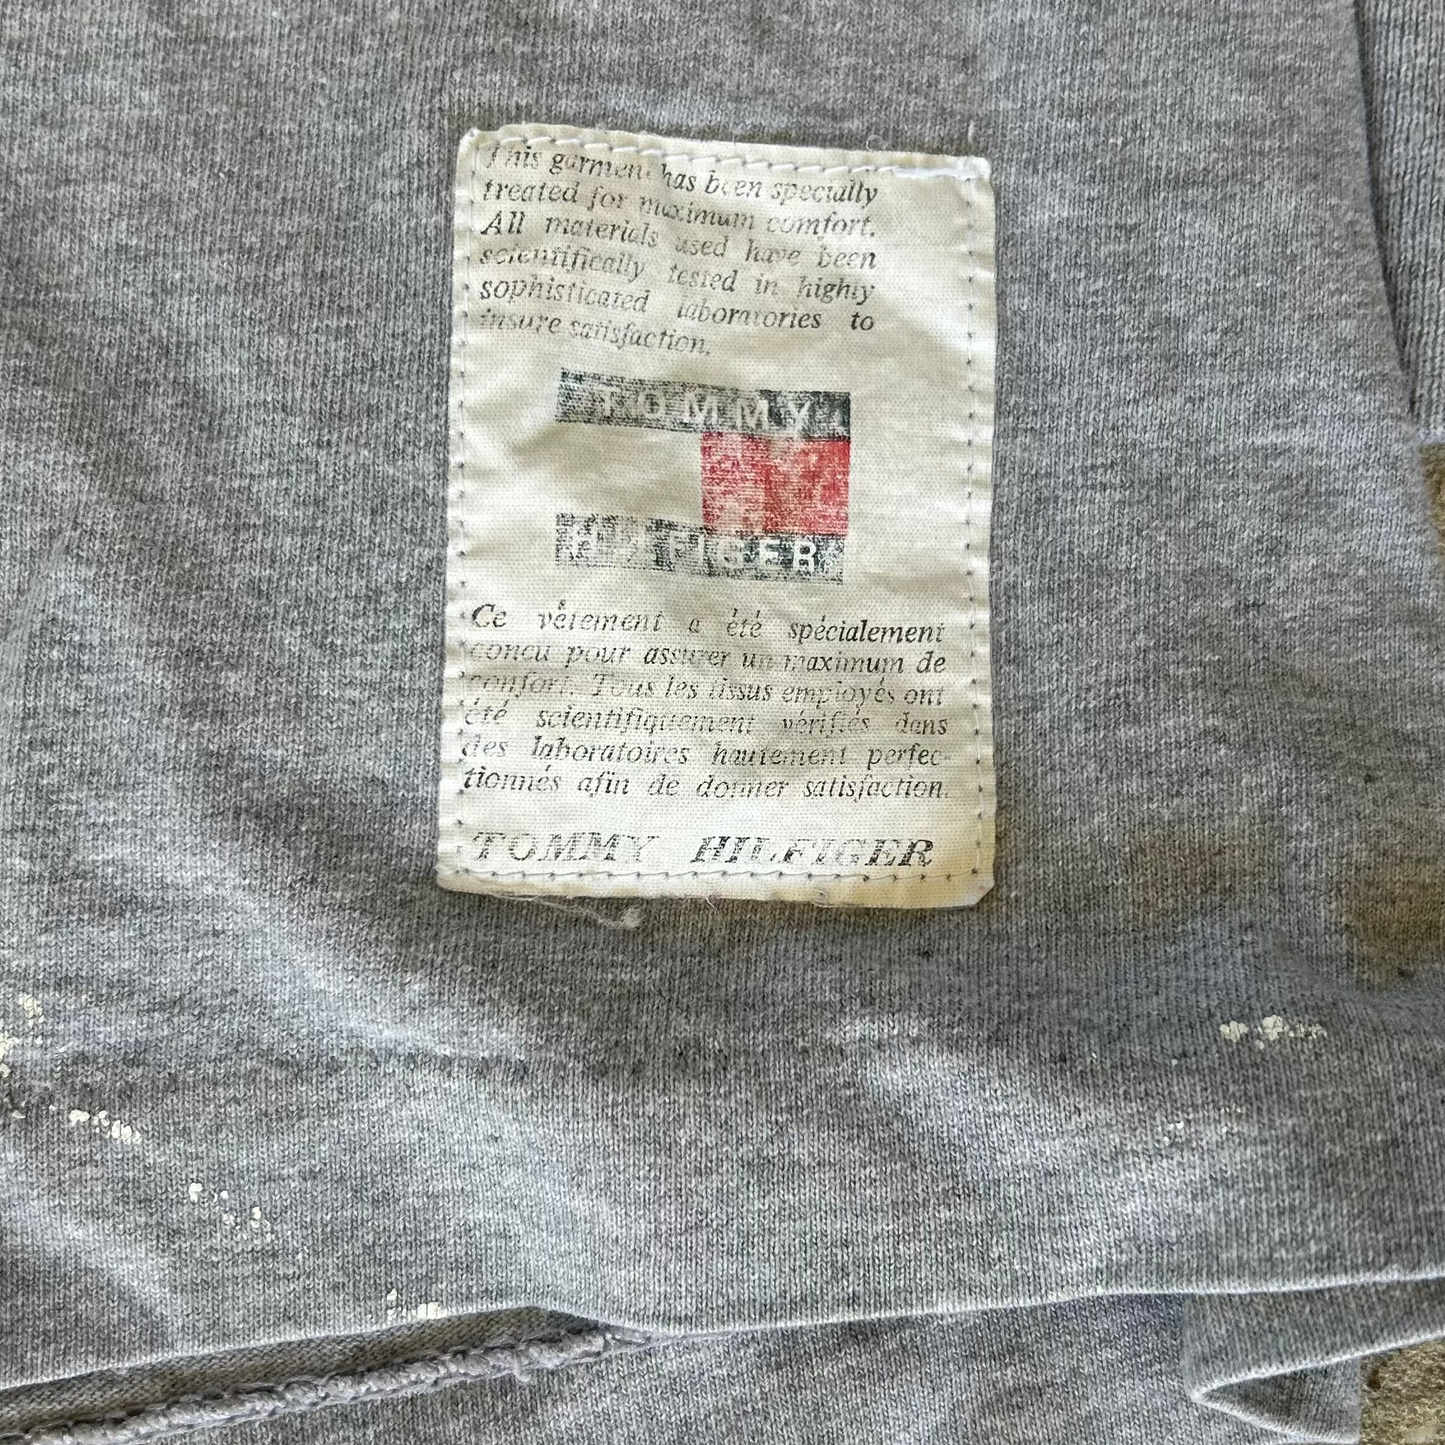 This garment has been specially
treated for maximum comfort.
All materials used have been
scientifically tested in highly
sophisticated laboratories to
insure satisfaction.
TOMMY
HILFIGER
Ce vêtement a été spécialement
concu pour assurer un maximum de
confort. Tous les tissus employés ont
été scientifiquement vérifiés dans
des laboratoires hautement perfec-
tionnés afin de donner satisfaction.
TOMMY HILFIGER